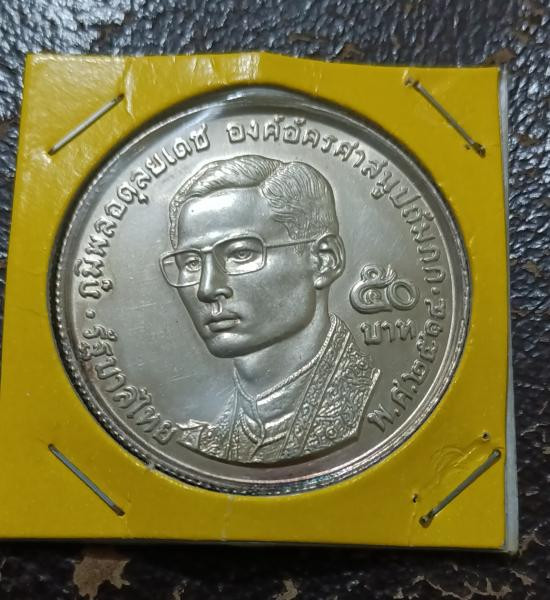 ภูมิพลอดุลยเดช องค์อัครศาสนูปถัมภก
๕๐
บาท
พ.ศ.๒๕๑๔
รัฐบาลไทย